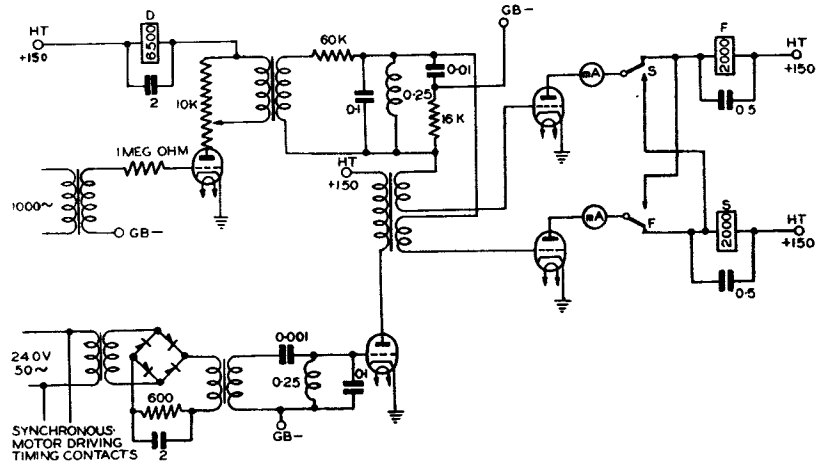 D
HT
+150
6500
2
10K
60K
0·1
0·25
0·01
16K
GB−
1 MEG OHM
1000~
GB−
HT
+150
mA
S
F
2000
HT
+150
0·5
mA
F
S
2000
HT
+150
0·5
240V
50~
600
2
0·001
0·25
GB−
SYNCHRONOUS-
MOTOR DRIVING
TIMING CONTACTS